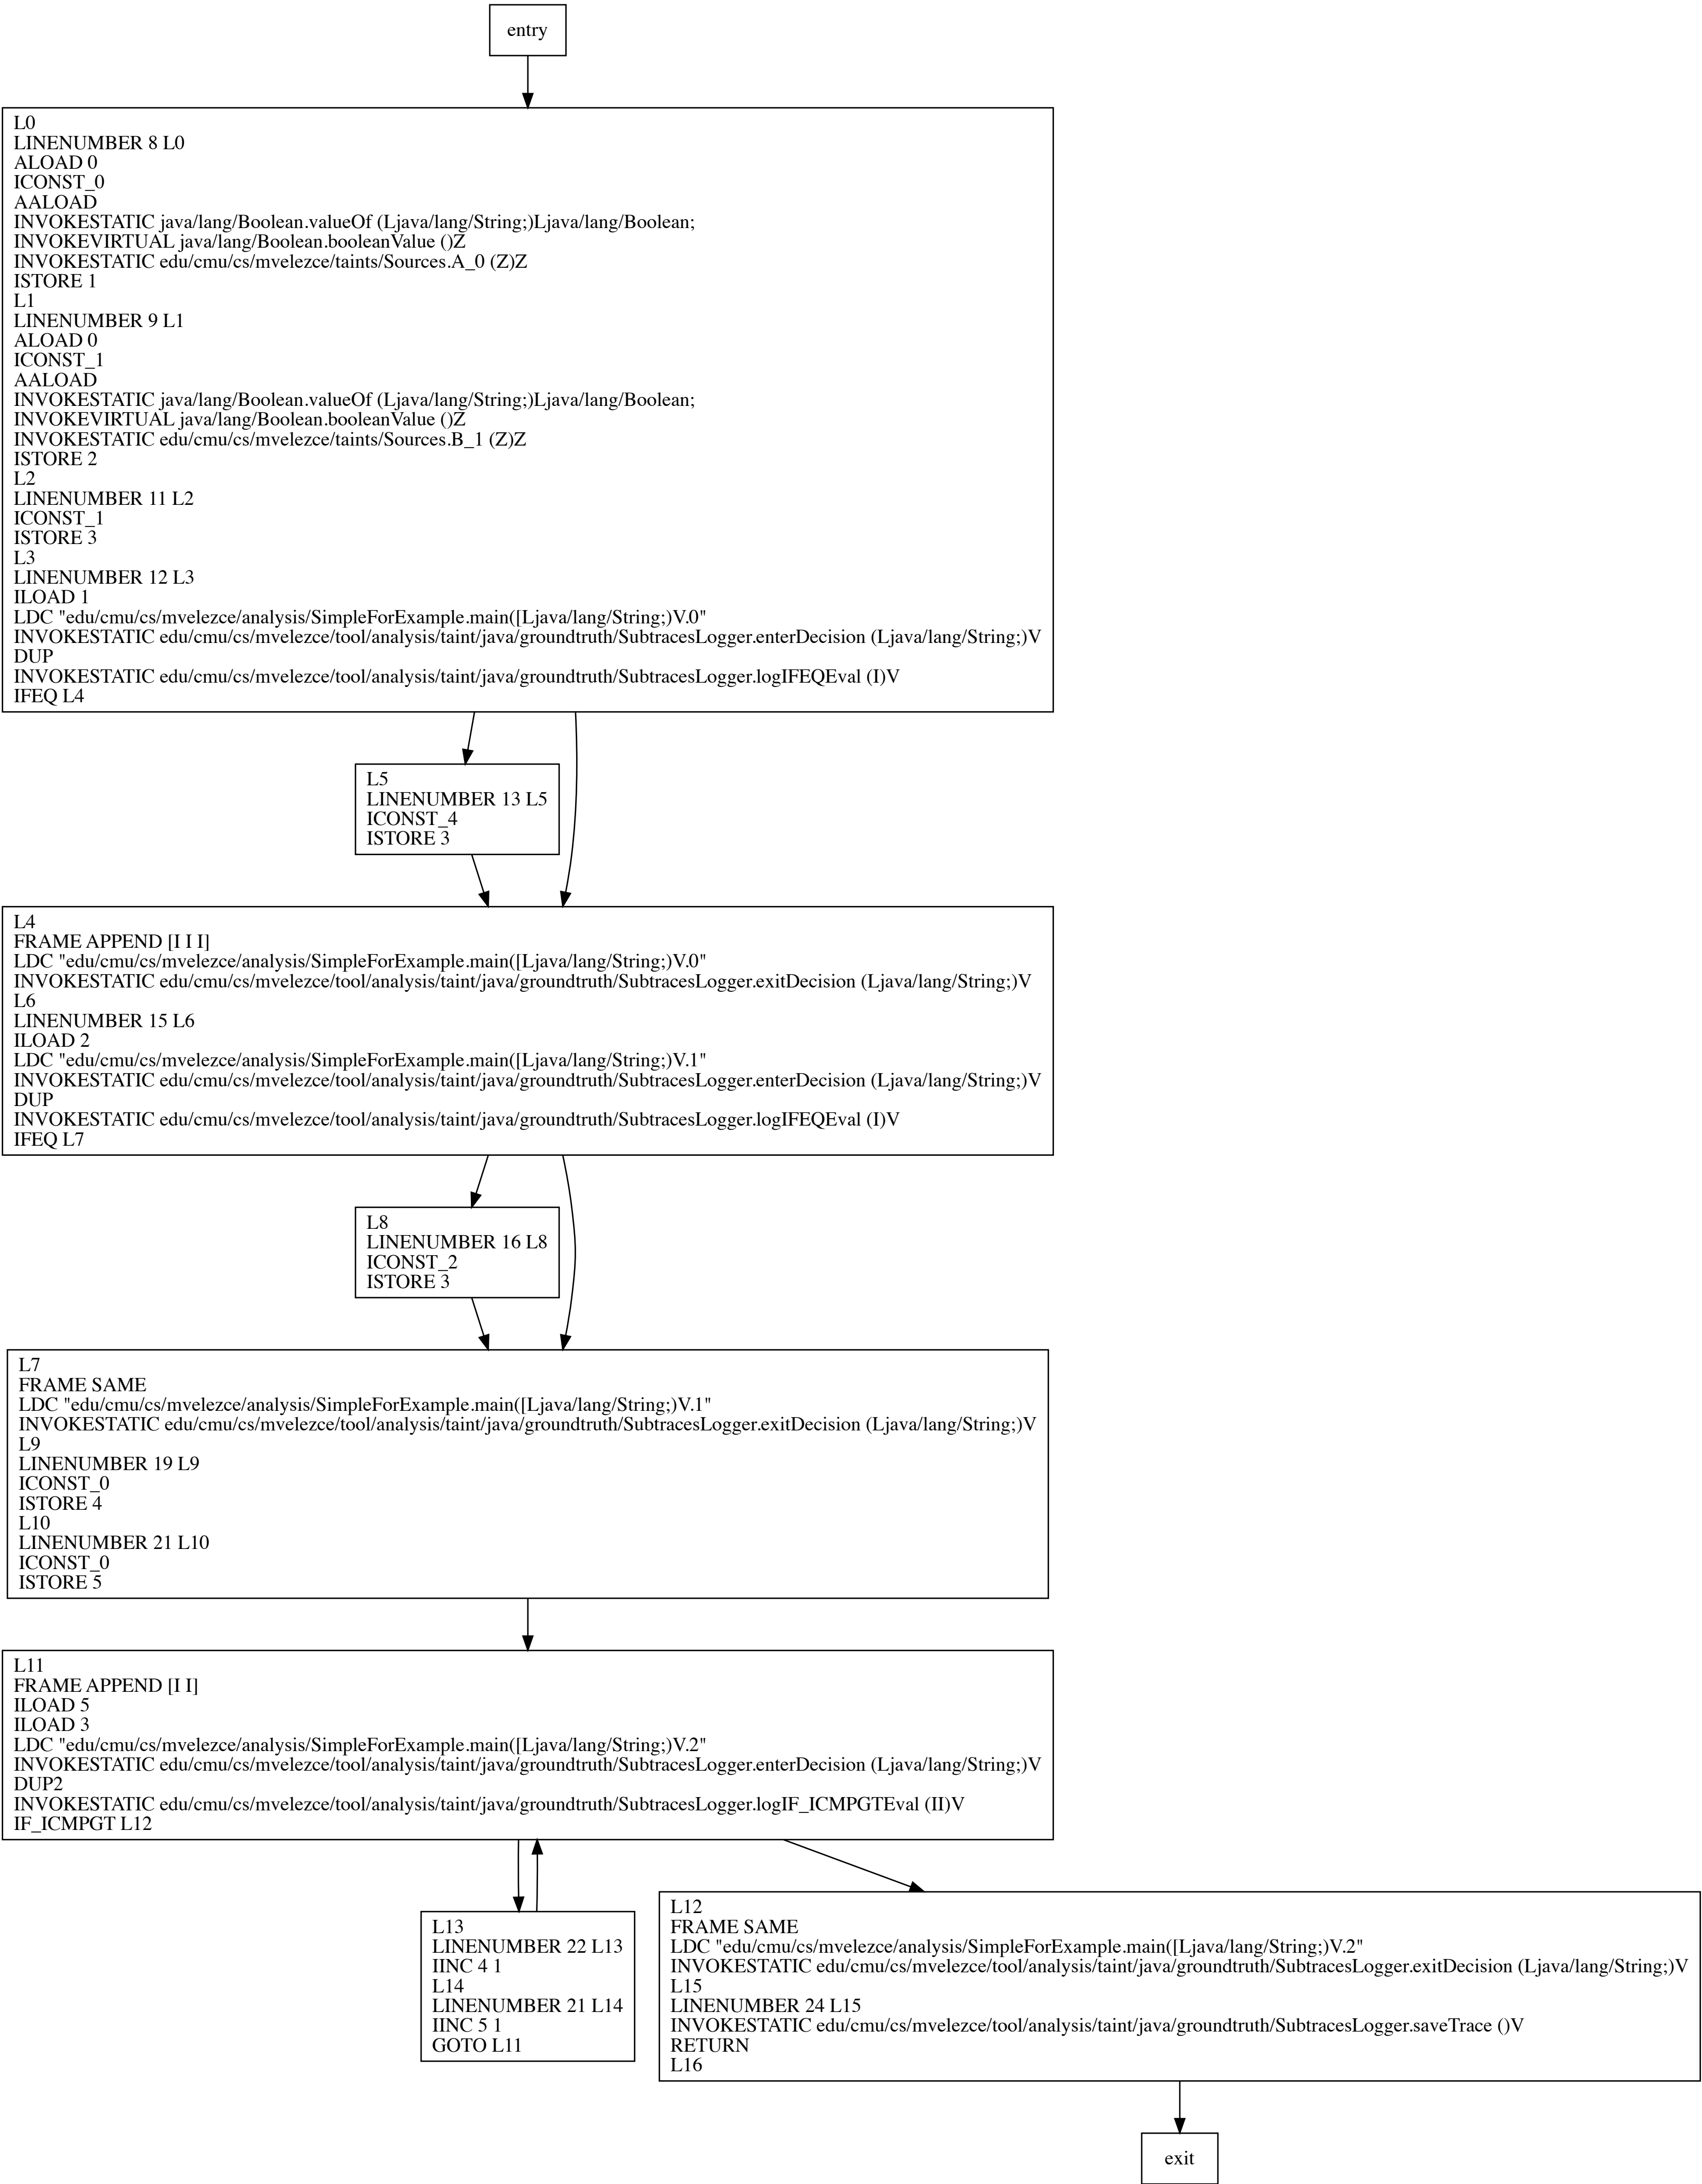 entry
L0
LINENUMBER 8 L0
ALOAD 0
ICONST_0
AALOAD
INVOKESTATIC java/lang/Boolean.valueOf (Ljava/lang/String;)Ljava/lang/Boolean;
INVOKEVIRTUAL java/lang/Boolean.booleanValue ()Z
INVOKESTATIC edu/cmu/cs/mvelezce/taints/Sources.A_0 (Z)Z
ISTORE 1
L1
LINENUMBER 9 L1
ALOAD 0
ICONST_1
AALOAD
INVOKESTATIC java/lang/Boolean.valueOf (Ljava/lang/String;)Ljava/lang/Boolean;
INVOKEVIRTUAL java/lang/Boolean.booleanValue ()Z
INVOKESTATIC edu/cmu/cs/mvelezce/taints/Sources.B_1 (Z)Z
ISTORE 2
L2
LINENUMBER 11 L2
ICONST_1
ISTORE 3
L3
LINENUMBER 12 L3
ILOAD 1
LDC "edu/cmu/cs/mvelezce/analysis/SimpleForExample.main([Ljava/lang/String;)V.0"
INVOKESTATIC edu/cmu/cs/mvelezce/tool/analysis/taint/java/groundtruth/SubtracesLogger.enterDecision (Ljava/lang/String;)V
DUP
INVOKESTATIC edu/cmu/cs/mvelezce/tool/analysis/taint/java/groundtruth/SubtracesLogger.logIFEQEval (I)V
IFEQ L4
L5
LINENUMBER 13 L5
ICONST_4
ISTORE 3
L4
FRAME APPEND [I I I]
LDC "edu/cmu/cs/mvelezce/analysis/SimpleForExample.main([Ljava/lang/String;)V.0"
INVOKESTATIC edu/cmu/cs/mvelezce/tool/analysis/taint/java/groundtruth/SubtracesLogger.exitDecision (Ljava/lang/String;)V
L6
LINENUMBER 15 L6
ILOAD 2
LDC "edu/cmu/cs/mvelezce/analysis/SimpleForExample.main([Ljava/lang/String;)V.1"
INVOKESTATIC edu/cmu/cs/mvelezce/tool/analysis/taint/java/groundtruth/SubtracesLogger.enterDecision (Ljava/lang/String;)V
DUP
INVOKESTATIC edu/cmu/cs/mvelezce/tool/analysis/taint/java/groundtruth/SubtracesLogger.logIFEQEval (I)V
IFEQ L7
L8
LINENUMBER 16 L8
ICONST_2
ISTORE 3
L7
FRAME SAME
LDC "edu/cmu/cs/mvelezce/analysis/SimpleForExample.main([Ljava/lang/String;)V.1"
INVOKESTATIC edu/cmu/cs/mvelezce/tool/analysis/taint/java/groundtruth/SubtracesLogger.exitDecision (Ljava/lang/String;)V
L9
LINENUMBER 19 L9
ICONST_0
ISTORE 4
L10
LINENUMBER 21 L10
ICONST_0
ISTORE 5
L11
FRAME APPEND [I I]
ILOAD 5
ILOAD 3
LDC "edu/cmu/cs/mvelezce/analysis/SimpleForExample.main([Ljava/lang/String;)V.2"
INVOKESTATIC edu/cmu/cs/mvelezce/tool/analysis/taint/java/groundtruth/SubtracesLogger.enterDecision (Ljava/lang/String;)V
DUP2
INVOKESTATIC edu/cmu/cs/mvelezce/tool/analysis/taint/java/groundtruth/SubtracesLogger.logIF_ICMPGTEval (II)V
IF_ICMPGT L12
L13
LINENUMBER 22 L13
IINC 4 1
L14
LINENUMBER 21 L14
IINC 5 1
GOTO L11
L12
FRAME SAME
LDC "edu/cmu/cs/mvelezce/analysis/SimpleForExample.main([Ljava/lang/String;)V.2"
INVOKESTATIC edu/cmu/cs/mvelezce/tool/analysis/taint/java/groundtruth/SubtracesLogger.exitDecision (Ljava/lang/String;)V
L15
LINENUMBER 24 L15
INVOKESTATIC edu/cmu/cs/mvelezce/tool/analysis/taint/java/groundtruth/SubtracesLogger.saveTrace ()V
RETURN
L16
exit